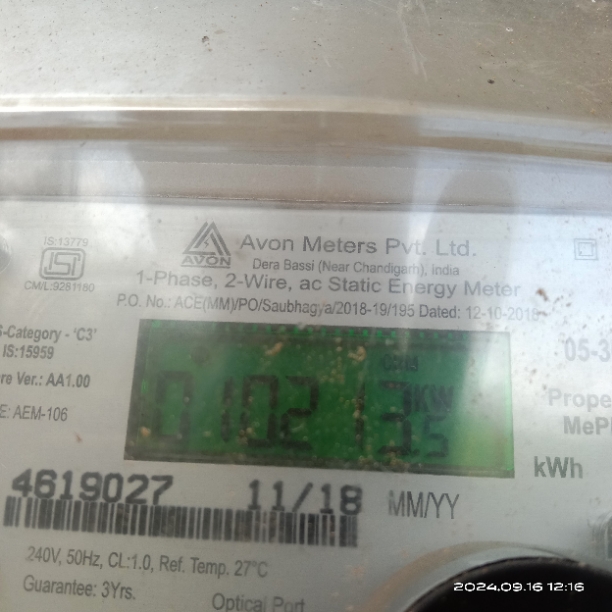 IS:13779
ISI
CM/L:9281160
AVON
Avon Meters Pvt. Ltd.
Dera Bassi (Near Chandigarh), India
1-Phase, 2-Wire, ac Static Energy Meter
P.O. No.: ACE(MM)/PO/Saubhagya/2018-19/195 Dated: 12-10-2018
-Category - 'C3'
IS:15959
Ver.: AA1.00
AEM-106
KW
kWh
4619027 11/18 MM/YY
240V, 50Hz, CL:1.0, Ref. Temp. 27°C
Guarantee: 3Yrs.
Optical Port
2024.09.16 12:16